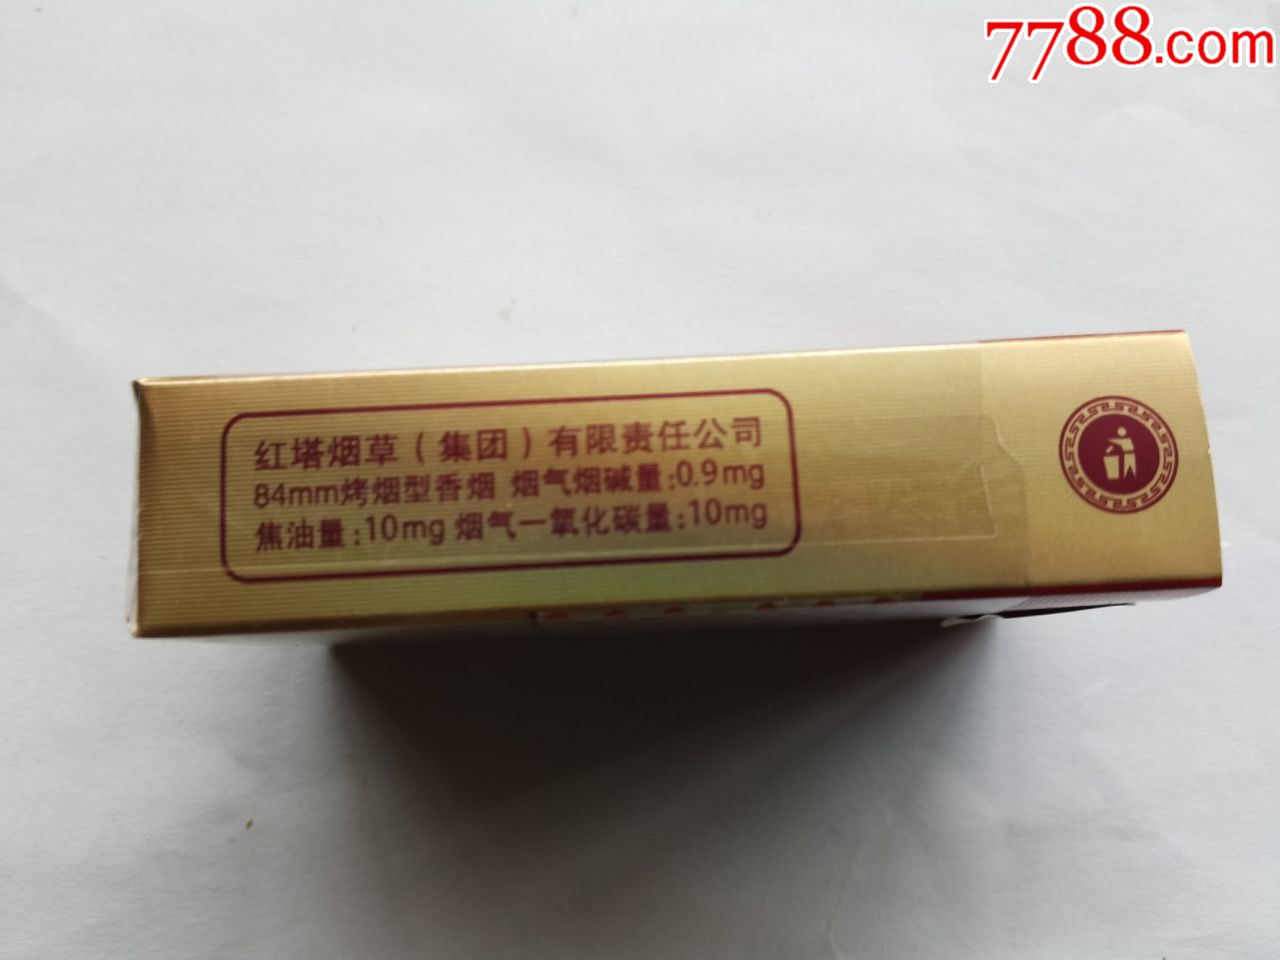 7788.com
红塔烟草(集团)有限责任公司
84mm烤烟型香烟 烟气烟碱量:0.9mg
焦油量:10mg 烟气一氧化碳量:10mg